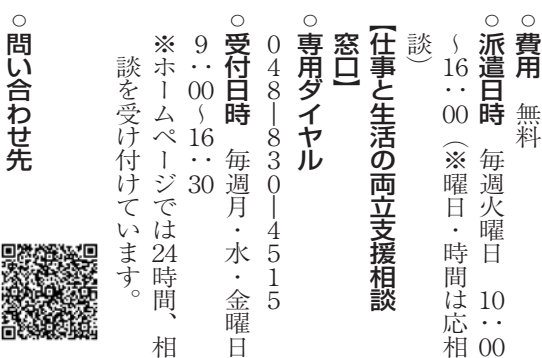 ○費用　無料
○派遣日時　毎週火曜日　10：00
～16：00（※曜日・時間は応相
談）
【仕事と生活の両立支援相談
窓口】
○専用ダイヤル
048―830―4515
○受付日時　毎週月・水・金曜日
9：00～16：30
※ホームページでは24時間、相
談を受け付けています。
○問い合わせ先